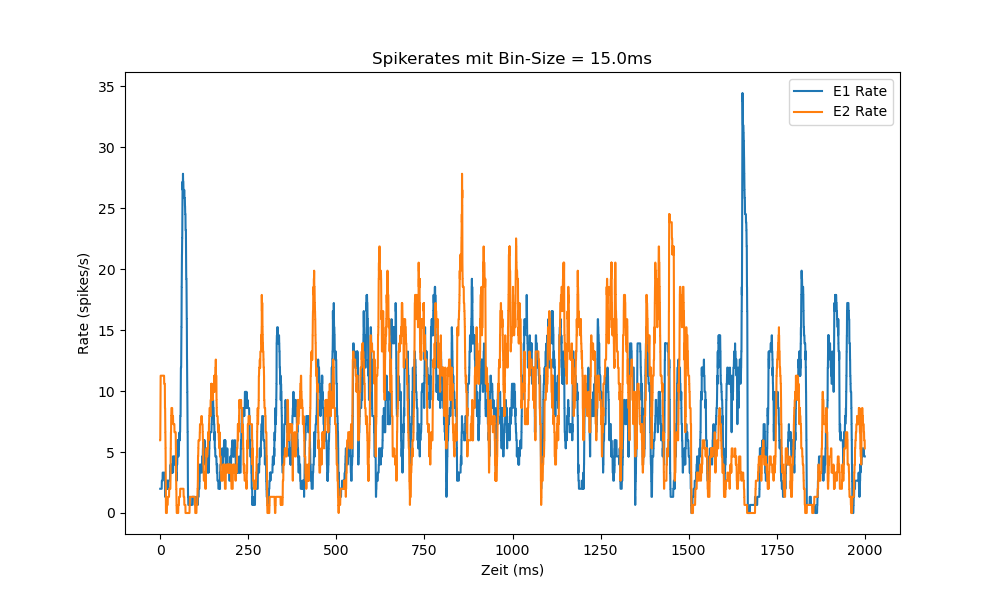 Spikerates mit Bin-Size = 15.0ms
35
30
25
20
15
10
5
0
Rate (spikes/s)
E1 Rate
E2 Rate
0 250 500 750 1000 1250 1500 1750 2000
Zeit (ms)